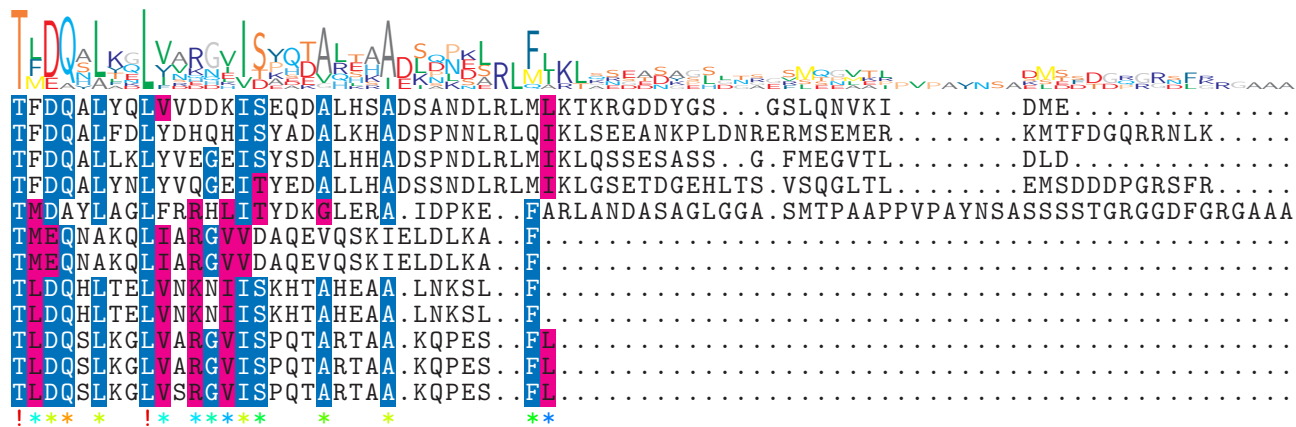 TFDQALYQLVVDDKISEQDALHSADSANDLRLMLKTKRGDDYGS...GSLQNVKI        DME..............
TFDQALFDLYDHQHISYADALKHADSPNNLRLQIKLSEEANKPLDNRERMSEMER        KMTFDGQRRNLK.....
TFDQALLKLYVEGEISYSDALHHADSPNDLRLMIKLQSSESASS..G.FMEGVTL        DLD..............
TFDQALYNLYVQGEITYEDALLHADSSNDLRLMIKLGSETDGEHLTS.VSQGLTL        EMSDDDPGRSFR.....
TMDAYLAGLFRRHLITYDKGLERA.IDPKE..FARLANDASAGLGGA.SMTPAAPPVPAYNSASSSSTGRGGDFGRGAAA
TMEQNAKQLIARGVVDAQEVQSKIELDLKA..F...............................................
TMEQNAKQLIARGVVDAQEVQSKIELDLKA..F...............................................
TLDQHLTELVNKNIISKHTAHEAA.LNKSL..F...............................................
TLDQHLTELVNKNIISKHTAHEAA.LNKSL..F...............................................
TLDQSLKGLVARGVISPQTARTAA.KQPES..FL..............................................
TLDQSLKGLVARGVISPQTARTAA.KQPES..FL..............................................
TLDQSLKGLVSRGVISPQTARTAA.KQPES..FL..............................................
!*** *  !* *****   *   *        **